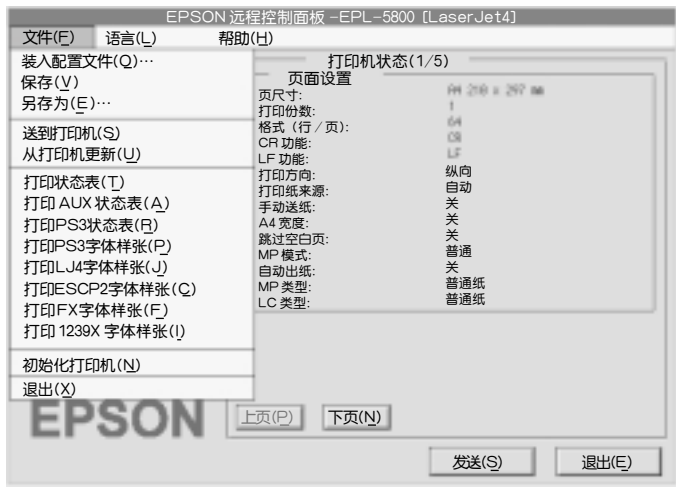 EPSON 远程控制面板 –EPL–5800 [LaserJet4]
文件(F) 语言(L) 帮助(H)
装入配置文件(Q)…
保存(V)
另存为(E)…
送到打印机(S)
从打印机更新(U)
打印状态表(T)
打印 AUX 状态表(A)
打印PS3状态表(R)
打印PS3字体样张(P)
打印LJ4字体样张(J)
打印ESCP2字体样张(C)
打印FX字体样张(F)
打印 1239X 字体样张(I)
初始化打印机(N)
退出(X)
打印机状态(1/5)
页面设置
页尺寸: A4 210 x 297 mm
打印份数: 1
格式（行／页）: 64
CR 功能: CR
LF 功能: LF
打印方向: 纵向
打印纸来源: 自动
手动送纸: 关
A4 宽度: 关
跳过空白页: 关
MP 模式: 普通
自动出纸: 关
MP 类型: 普通纸
LC 类型: 普通纸
EPSON
上页(P) 下页(N)
发送(S) 退出(E)